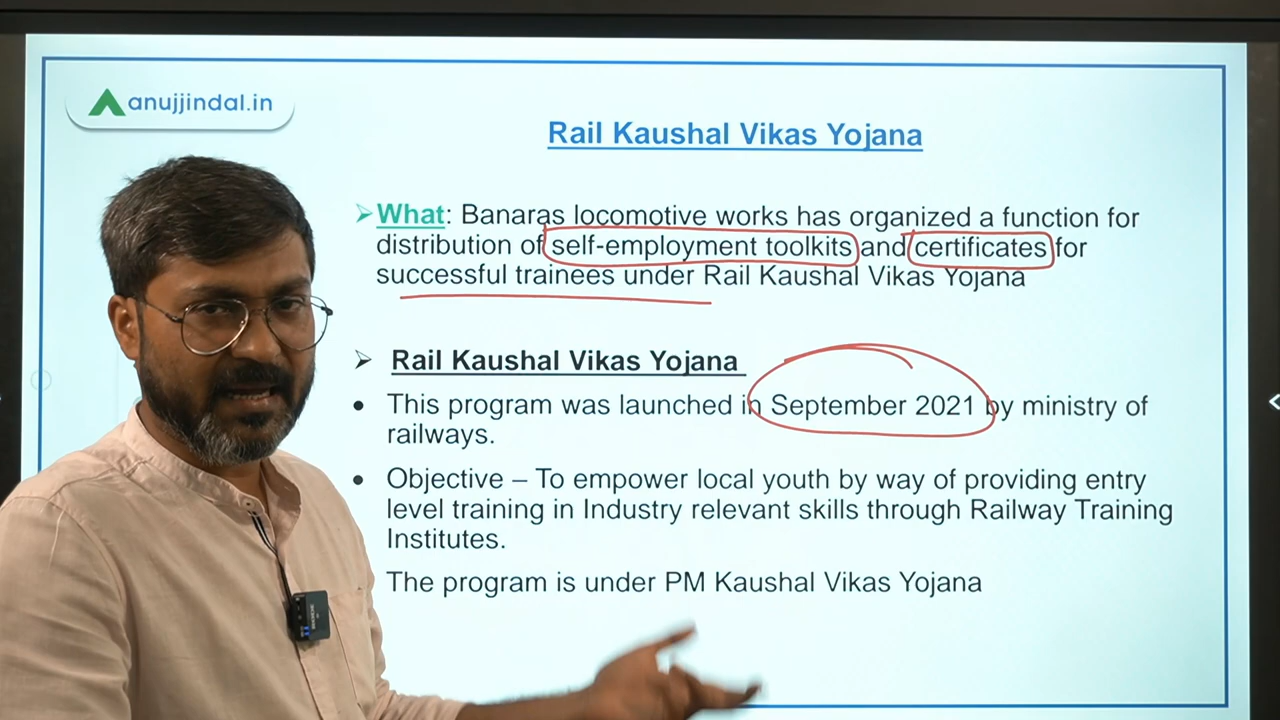 anujjindal.in
Rail Kaushal Vikas Yojana
What: Banaras locomotive works has organized a function for
distribution of self-employment toolkits and certificates for
successful trainees under Rail Kaushal Vikas Yojana
Rail Kaushal Vikas Yojana
This program was launched in September 2021 by ministry of
railways.
Objective – To empower local youth by way of providing entry
level training in Industry relevant skills through Railway Training
Institutes.
The program is under PM Kaushal Vikas Yojana